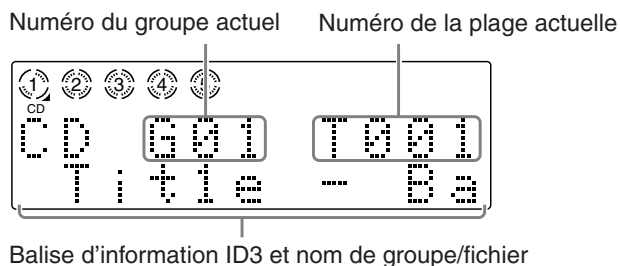 Numéro du groupe actuel Numéro de la plage actuelle
1 2 3 4 5
CD
CD G01 T001
Title - Ba
Balise d'information ID3 et nom de groupe/fichier